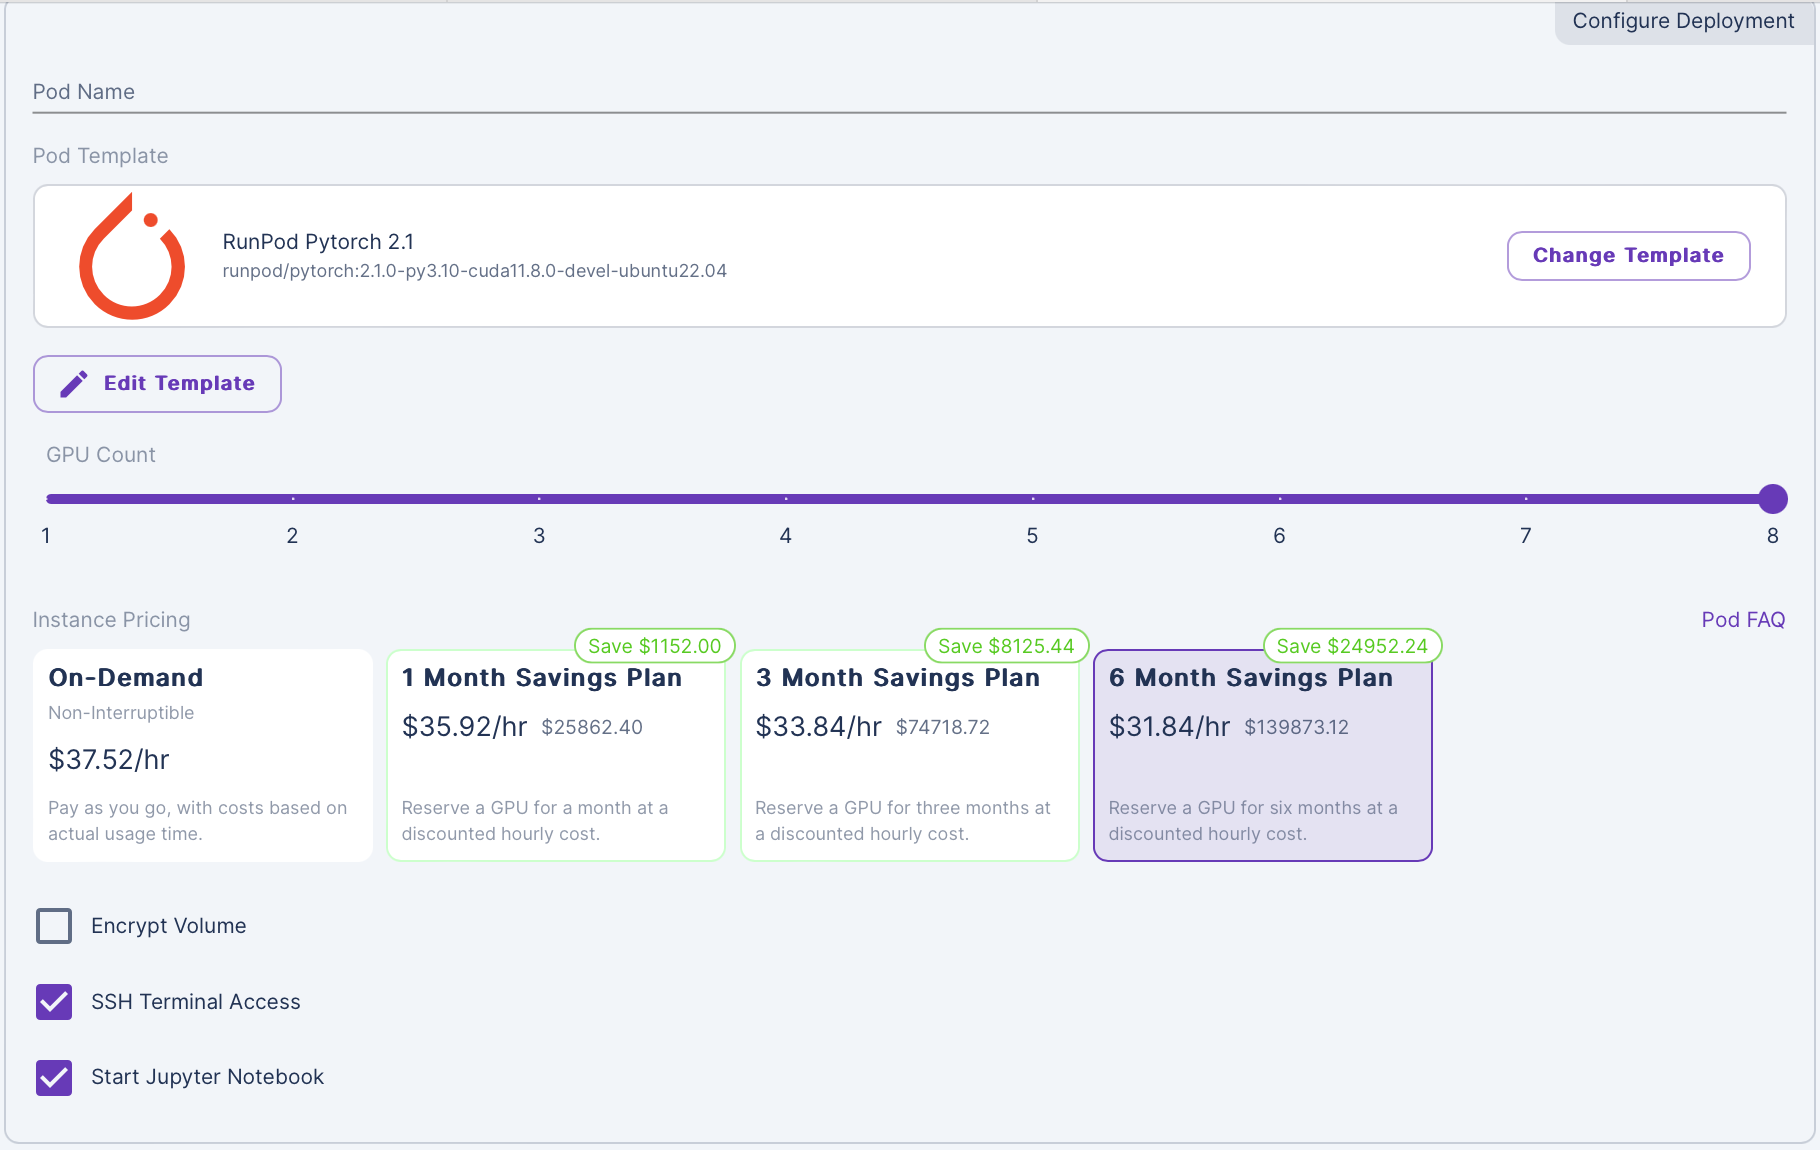 Configure Deployment
Pod Name
Pod Template
RunPod Pytorch 2.1
runpod/pytorch:2.1.0-py3.10-cuda11.8.0-devel-ubuntu22.04
Change Template
Edit Template
GPU Count
1 2 3 4 5 6 7 8
Instance Pricing
Pod FAQ
On-Demand
Non-Interruptible
$37.52/hr
Pay as you go, with costs based on
actual usage time.
Save $1152.00
1 Month Savings Plan
$35.92/hr $25862.40
Reserve a GPU for a month at a
discounted hourly cost.
Save $8125.44
3 Month Savings Plan
$33.84/hr $74718.72
Reserve a GPU for three months at
a discounted hourly cost.
Save $24952.24
6 Month Savings Plan
$31.84/hr $139873.12
Reserve a GPU for six months at a
discounted hourly cost.
Encrypt Volume
SSH Terminal Access
Start Jupyter Notebook